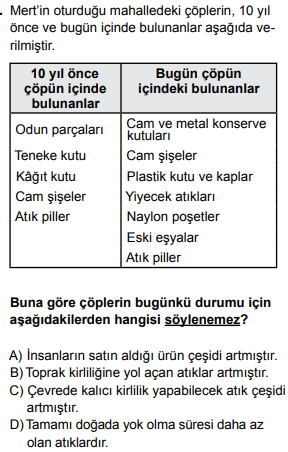 . Mert'in oturduğu mahalledeki çöplerin, 10 yıl
önce ve bugün içinde bulunanlar aşağıda ve-
rilmiştir.
10 yıl önce
çöpün içinde
bulunanlar
Bugün çöpün
içindeki bulunanlar
Odun parçaları
Cam ve metal konserve
kutuları
Teneke kutu
Cam şişeler
Kâğıt kutu
Plastik kutu ve kaplar
Cam şişeler
Yiyecek atıkları
Atık piller
Naylon poşetler
Eski eşyalar
Atık piller
Buna göre çöplerin bugünkü durumu için
aşağıdakilerden hangisi söylenemez?
A) İnsanların satın aldığı ürün çeşidi artmıştır.
B) Toprak kirliliğine yol açan atıklar artmıştır.
C) Çevrede kalıcı kirlilik yapabilecek atık çeşidi
artmıştır.
D) Tamamı doğada yok olma süresi daha az
olan atıklardır.